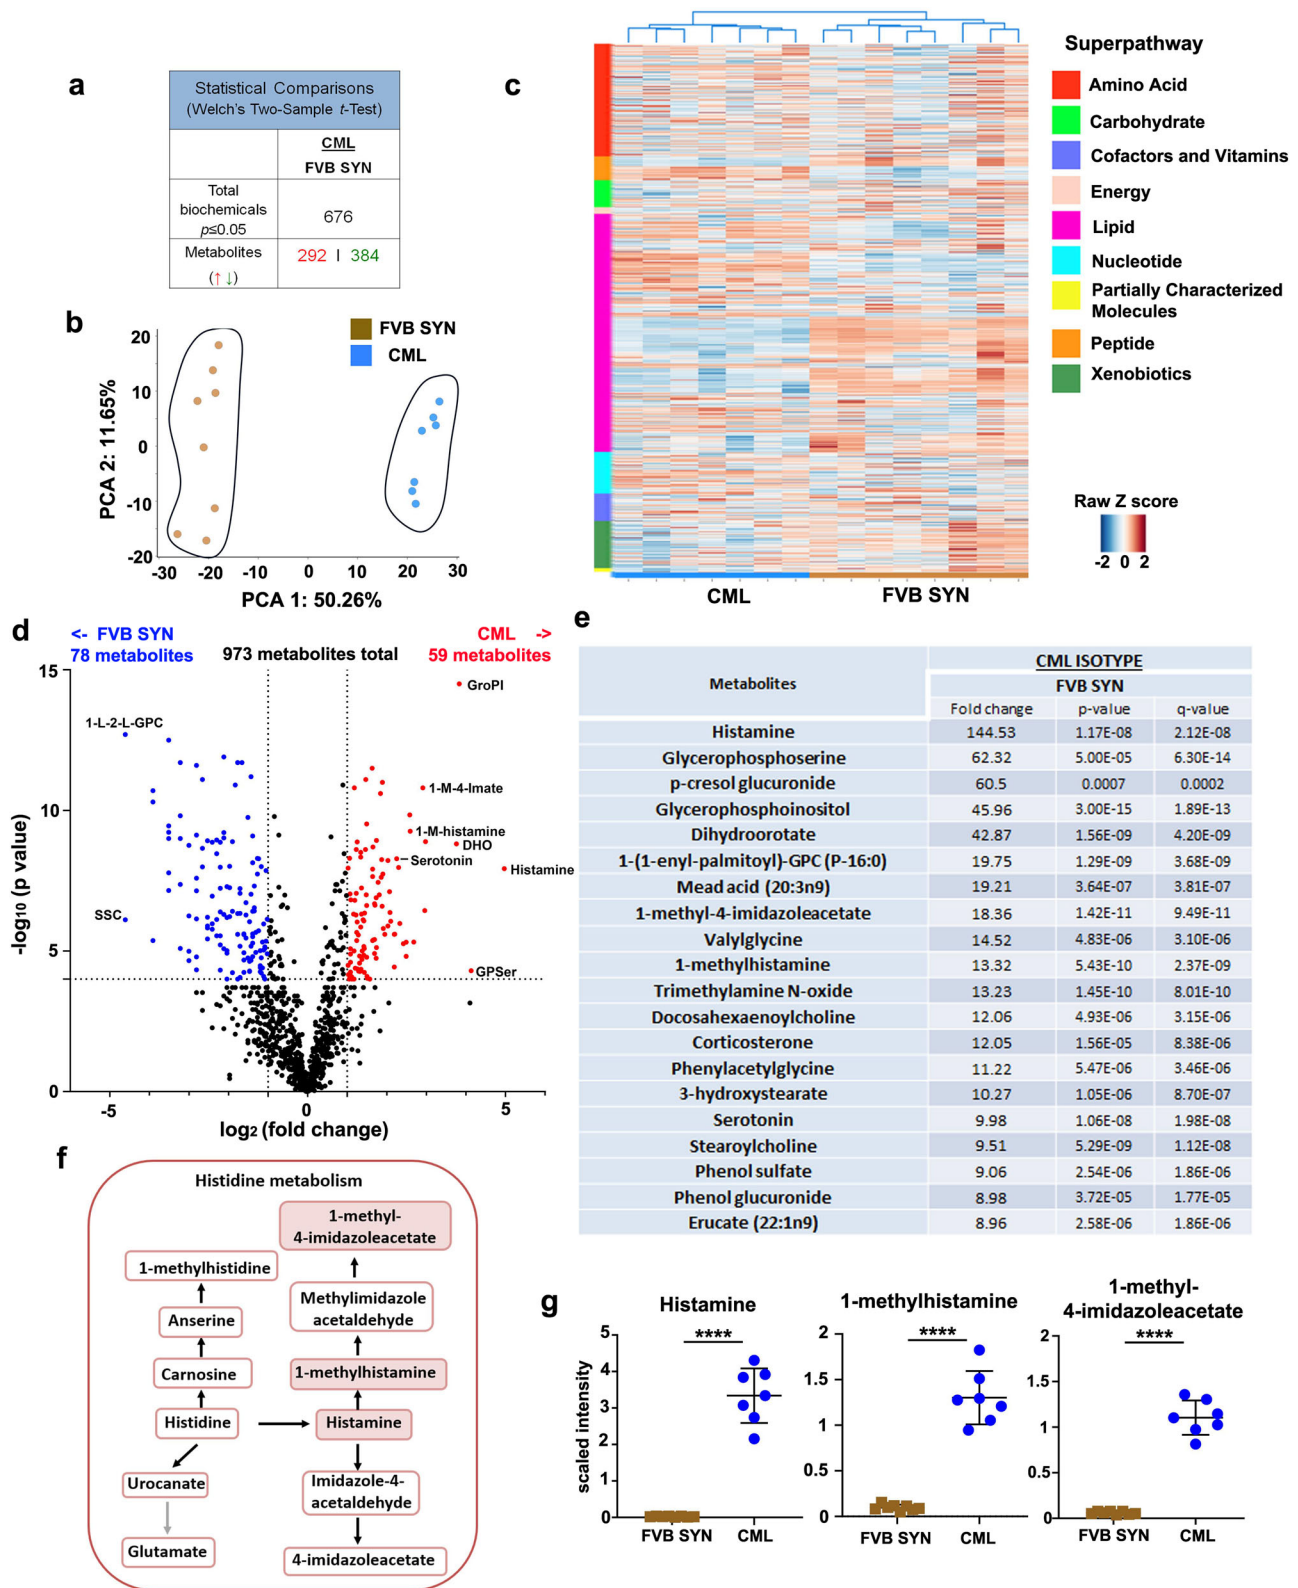 a
Statistical Comparisons
(Welch's Two-Sample t-Test)
CML
FVB SYN
Total
biochemicals
p≤0.05
676
Metabolites
(↑↓)
292 | 384
b
FVB SYN
CML
PCA 2: 11.65%
20
10
0
-10
-20
-30 -20 -10 0 10 20 30
PCA 1: 50.26%
c
CML
FVB SYN
Superpathway
Amino Acid
Carbohydrate
Cofactors and Vitamins
Energy
Lipid
Nucleotide
Partially Characterized
Molecules
Peptide
Xenobiotics
Raw Z score
-2 0 2
d
<- FVB SYN
78 metabolites
973 metabolites total
CML ->
59 metabolites
-log10 (p value)
15
10
5
0
GroPI
1-L-2-L-GPC
1-M-4-Imate
1-M-histamine
DHO
Serotonin
Histamine
SSC
GPSer
-5 0 5
log2 (fold change)
e
Metabolites
CML ISOTYPE
FVB SYN
Fold change p-value q-value
Histamine 144.53 1.17E-08 2.12E-08
Glycerophosphoserine 62.32 5.00E-05 6.30E-14
p-cresol glucuronide 60.5 0.0007 0.0002
Glycerophosphoinositol 45.96 3.00E-15 1.89E-13
Dihydroorotate 42.87 1.56E-09 4.20E-09
1-(1-enyl-palmitoyl)-GPC (P-16:0) 19.75 1.29E-09 3.68E-09
Mead acid (20:3n9) 19.21 3.64E-07 3.81E-07
1-methyl-4-imidazoleacetate 18.36 1.42E-11 9.49E-11
Valylglycine 14.52 4.83E-06 3.10E-06
1-methylhistamine 13.32 5.43E-10 2.37E-09
Trimethylamine N-oxide 13.23 1.45E-10 8.01E-10
Docosahexaenoylcholine 12.06 4.93E-06 3.15E-06
Corticosterone 12.05 1.56E-05 8.38E-06
Phenylacetylglycine 11.22 5.47E-06 3.46E-06
3-hydroxystearate 10.27 1.05E-06 8.70E-07
Serotonin 9.98 1.06E-08 1.98E-08
Stearoylcholine 9.51 5.29E-09 1.12E-08
Phenol sulfate 9.06 2.54E-06 1.86E-06
Phenol glucuronide 8.98 3.72E-05 1.77E-05
Erucate (22:1n9) 8.96 2.58E-06 1.86E-06
f
Histidine metabolism
1-methyl-
4-imidazoleacetate
1-methylhistidine
Methylimidazole
acetaldehyde
Anserine
Carnosine
1-methylhistamine
Histidine
Histamine
Urocanate
Imidazole-4-
acetaldehyde
Glutamate
4-imidazoleacetate
g
Histamine
****
scaled intensity
5
4
3
2
1
0
FVB SYN CML
1-methylhistamine
****
2
1.5
1
0.5
0
FVB SYN CML
1-methyl-
4-imidazoleacetate
****
2
1.5
1
0.5
0
FVB SYN CML